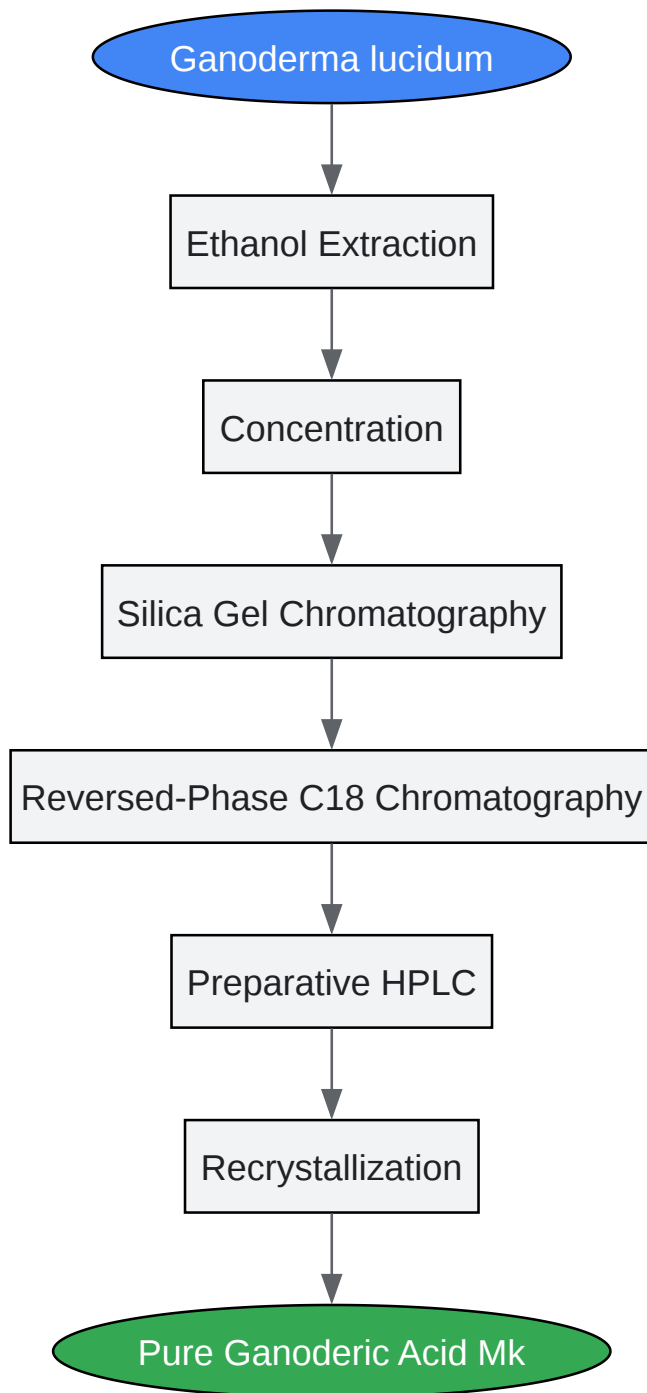 Ganoderma lucidum
Ethanol Extraction
Concentration
Silica Gel Chromatography
Reversed-Phase C18 Chromatography
Preparative HPLC
Recrystallization
Pure Ganoderic Acid Mk